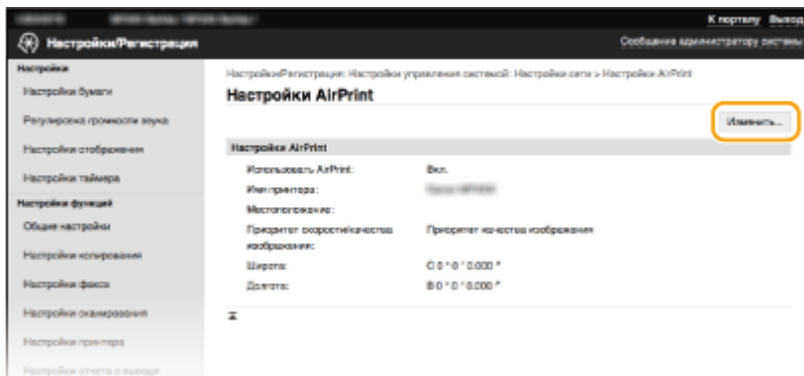 К порталу Выход
Настройки/Регистрация
Сообщение администратору системы
Настройки
Настройки бумаги
Регулировка громкости звука
Настройки отображения
Настройки таймера
Настройки функций
Общие настройки
Настройки копирования
Настройки факса
Настройки сканирования
Настройки принтера
Настройки отчета о выводе
Настройки/Регистрация: Настройки управления системой: Настройки сети > Настройки AirPrint
Настройки AirPrint
Изменить...
Настройки AirPrint
Использовать AirPrint: Вкл.
Имя принтера:
Местоположение:
Приоритет скорости/качества изображения: Приоритет качества изображения
Широта: С 0 ° 0 ' 0.000 "
Долгота: В 0 ° 0 ' 0.000 "